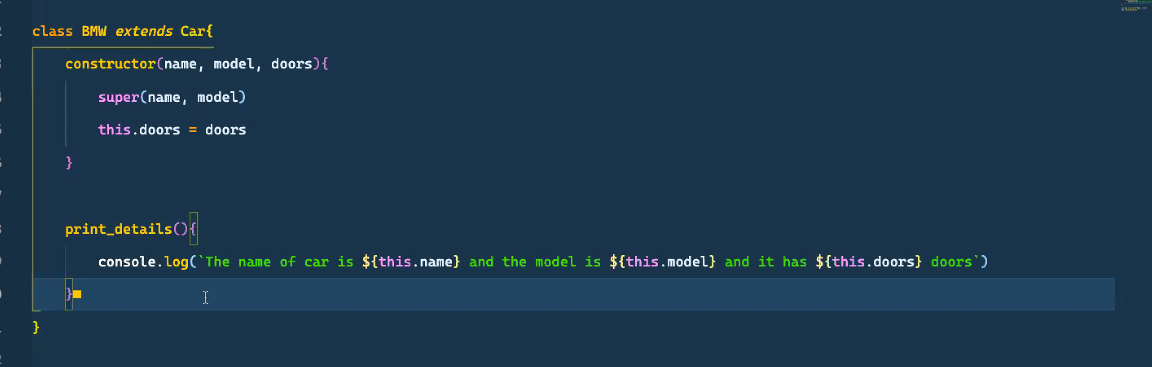 class BMW extends Car{
constructor(name, model, doors){
super(name, model)
this.doors = doors
}
print_details(){
console.log(`The name of car is ${this.name} and the model is ${this.model} and it has ${this.doors} doors`)
}
}